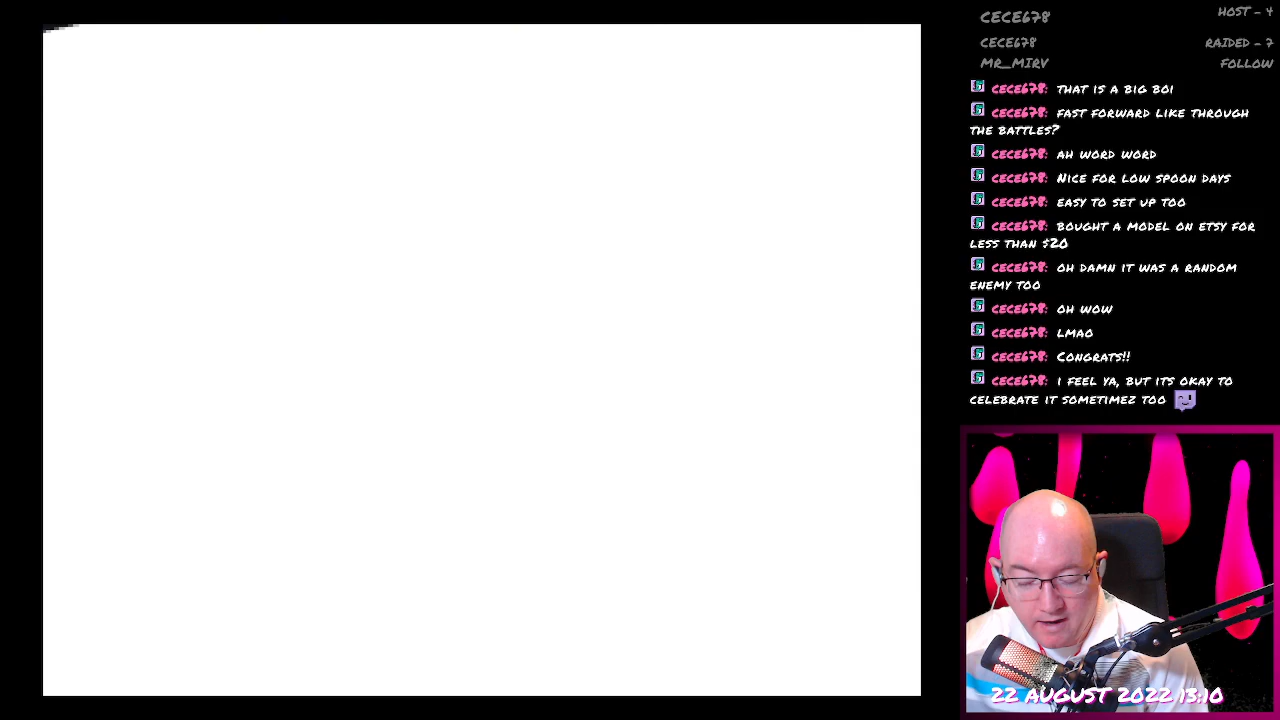 CECE678 HOST - 4
CECE678 RAIDED - 7
MR_MIRV FOLLOW
CECE678: THAT IS A BIG BOI
CECE678: FAST FORWARD LIKE THROUGH
THE BATTLES?
CECE678: AH WORD WORD
CECE678: NICE FOR LOW SPOON DAYS
CECE678: EASY TO SET UP TOO
CECE678: BOUGHT A MODEL ON ETSY FOR
LESS THAN $20
CECE678: OH DAMN IT WAS A RANDOM
ENEMY TOO
CECE678: OH WOW
CECE678: LMAO
CECE678: CONGRATS!!
CECE678: I FEEL YA, BUT ITS OKAY TO
CELEBRATE IT SOMETIMEZ TOO
22 AUGUST 2022 13:10